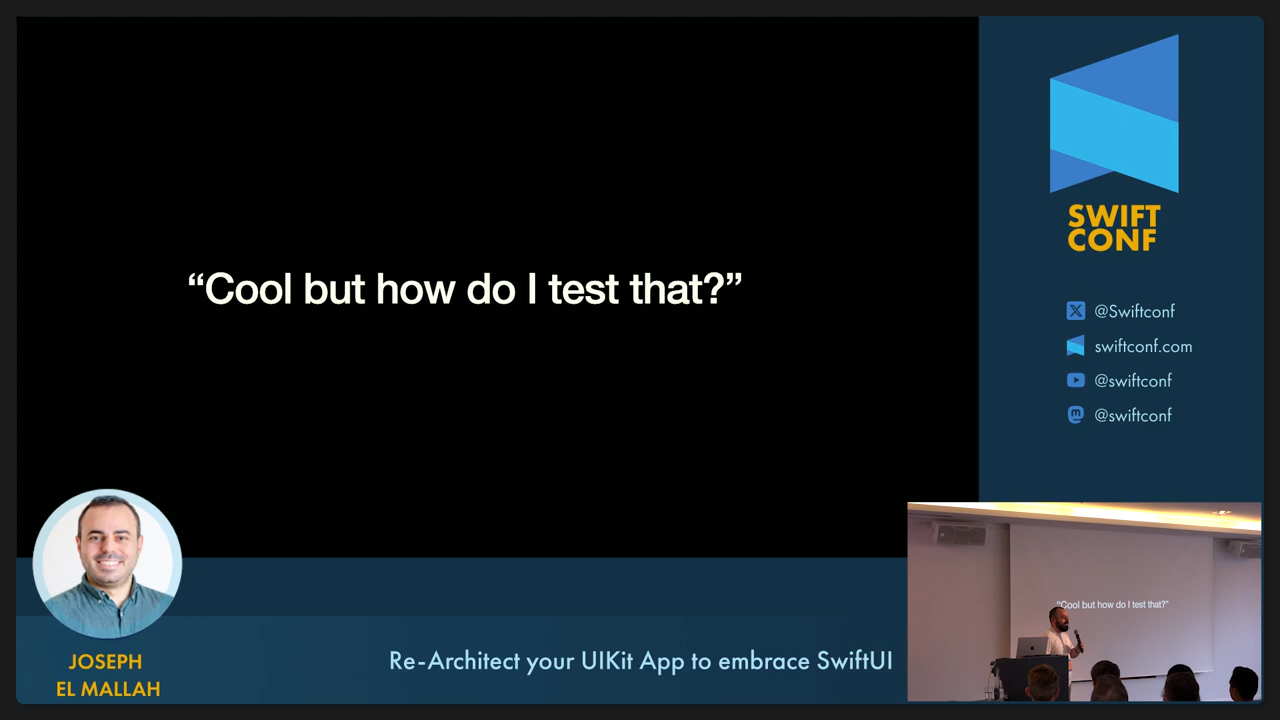 “Cool but how do I test that?”
SWIFT
CONF
@Swiftconf
swiftconf.com
@swiftconf
@swiftconf
“Cool but how do I test that?”
JOSEPH
EL MALLAH
Re-Architect your UIKit App to embrace SwiftUI